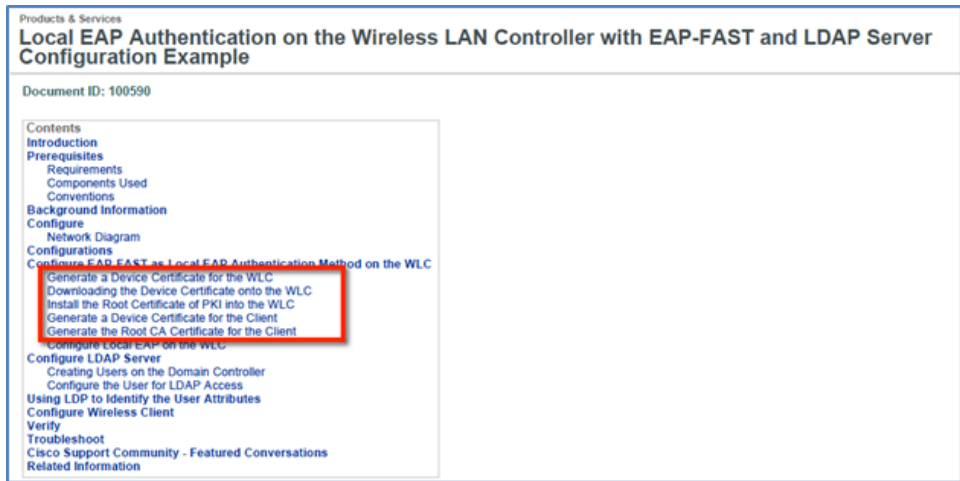 Products & Services
Local EAP Authentication on the Wireless LAN Controller with EAP-FAST and LDAP Server
Configuration Example
Document ID: 100590
Contents
Introduction
Prerequisites
Requirements
Components Used
Conventions
Background Information
Configure
Network Diagram
Configurations
Configure EAP-FAST as Local EAP Authentication Method on the WLC
Generate a Device Certificate for the WLC
Downloading the Device Certificate onto the WLC
Install the Root Certificate of PKI into the WLC
Generate a Device Certificate for the Client
Generate the Root CA Certificate for the Client
Configure Local EAP on the WLC
Configure LDAP Server
Creating Users on the Domain Controller
Configure the User for LDAP Access
Using LDP to Identify the User Attributes
Configure Wireless Client
Verify
Troubleshoot
Cisco Support Community - Featured Conversations
Related Information